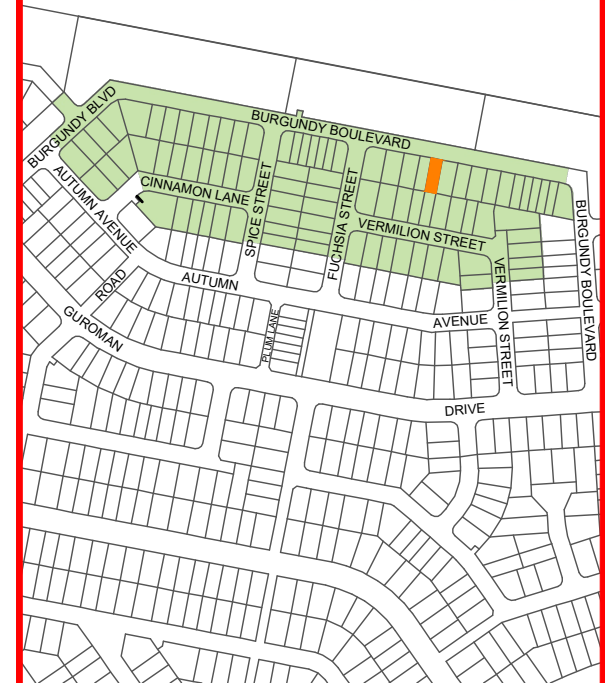 BURGUNDY BLVD
BURGUNDY BOULEVARD
CINNAMON LANE
SPICE STREET
FUCHSIA STREET
AUTUMN AVENUE
VERMILION STREET
BURGUNDY BOULEVARD
ROAD
AUTUMN
VERMILION STREET
GUROMAN
PLUM LANE
AVENUE
DRIVE